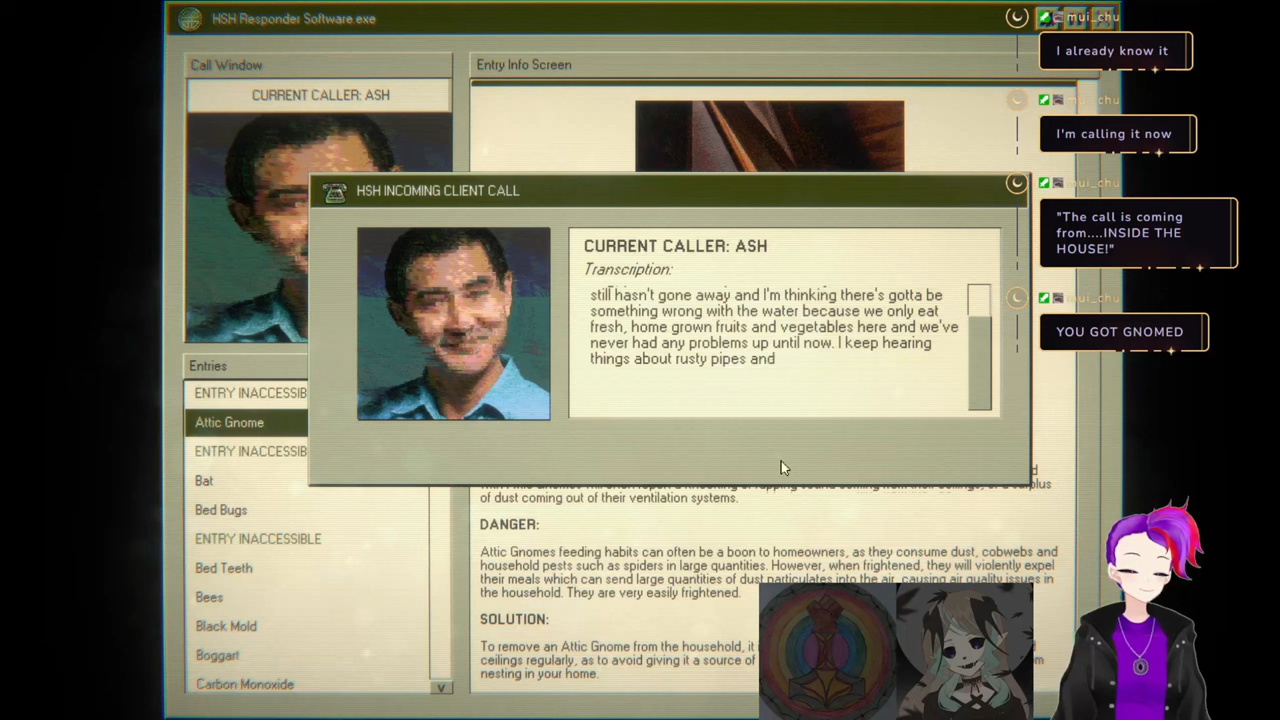 HSH Responder Software.exe
Call Window
CURRENT CALLER: ASH
Entries
ENTRY INACCESSIB
Attic Gnome
ENTRY INACCESSIB
Bat
Bed Bugs
ENTRY INACCESSIBLE
Bed Teeth
Bees
Black Mold
Boggart
Carbon Monoxide
V
Entry Info Screen
HSH INCOMING CLIENT CALL
CURRENT CALLER: ASH
Transcription:
still hasn't gone away and I'm thinking there's gotta be
something wrong with the water because we only eat
fresh, home grown fruits and vegetables here and we've
never had any problems up until now. I keep hearing
things about rusty pipes and
of dust coming out of their ventilation systems.
DANGER:
Attic Gnomes feeding habits can often be a boon to homeowners, as they consume dust, cobwebs and
household pests such as spiders in large quantities. However, when frightened, they will violently expel
their meals which can send large quantities of dust particulates into the air, causing air quality issues in
the household. They are very easily frightened.
SOLUTION:
To remove an Attic Gnome from the household, it i
ceilings regularly, as to avoid giving it a source of
nesting in your home.
mui_chu
I already know it
mui_chu
I'm calling it now
mui_chu
"The call is coming
from....INSIDE THE
HOUSE!"
mui_chu
YOU GOT GNOMED